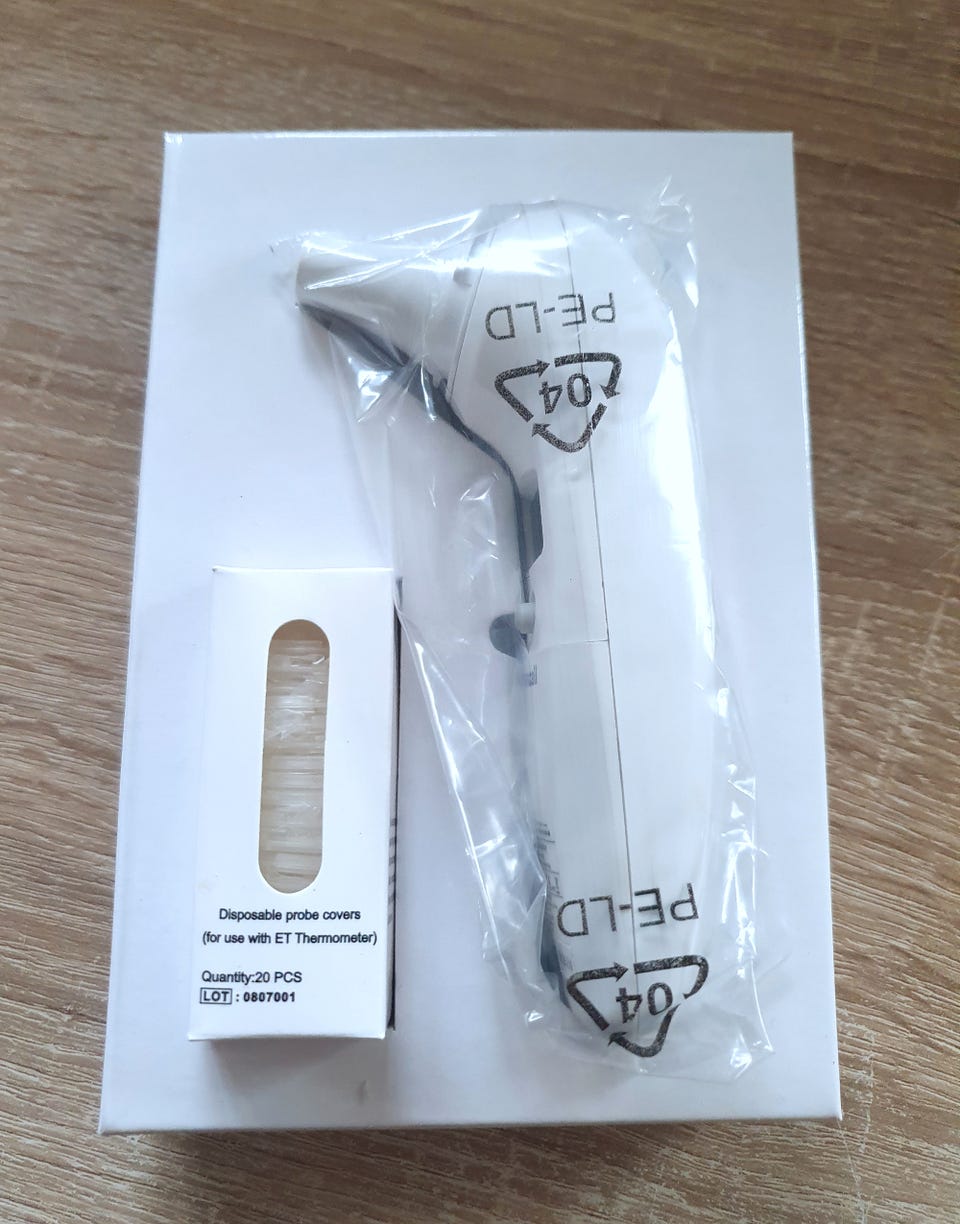 PE-LD
04
Disposable probe covers
(for use with ET Thermometer)
Quantity:20 PCS
LOT : 0807001
PE-LD
04